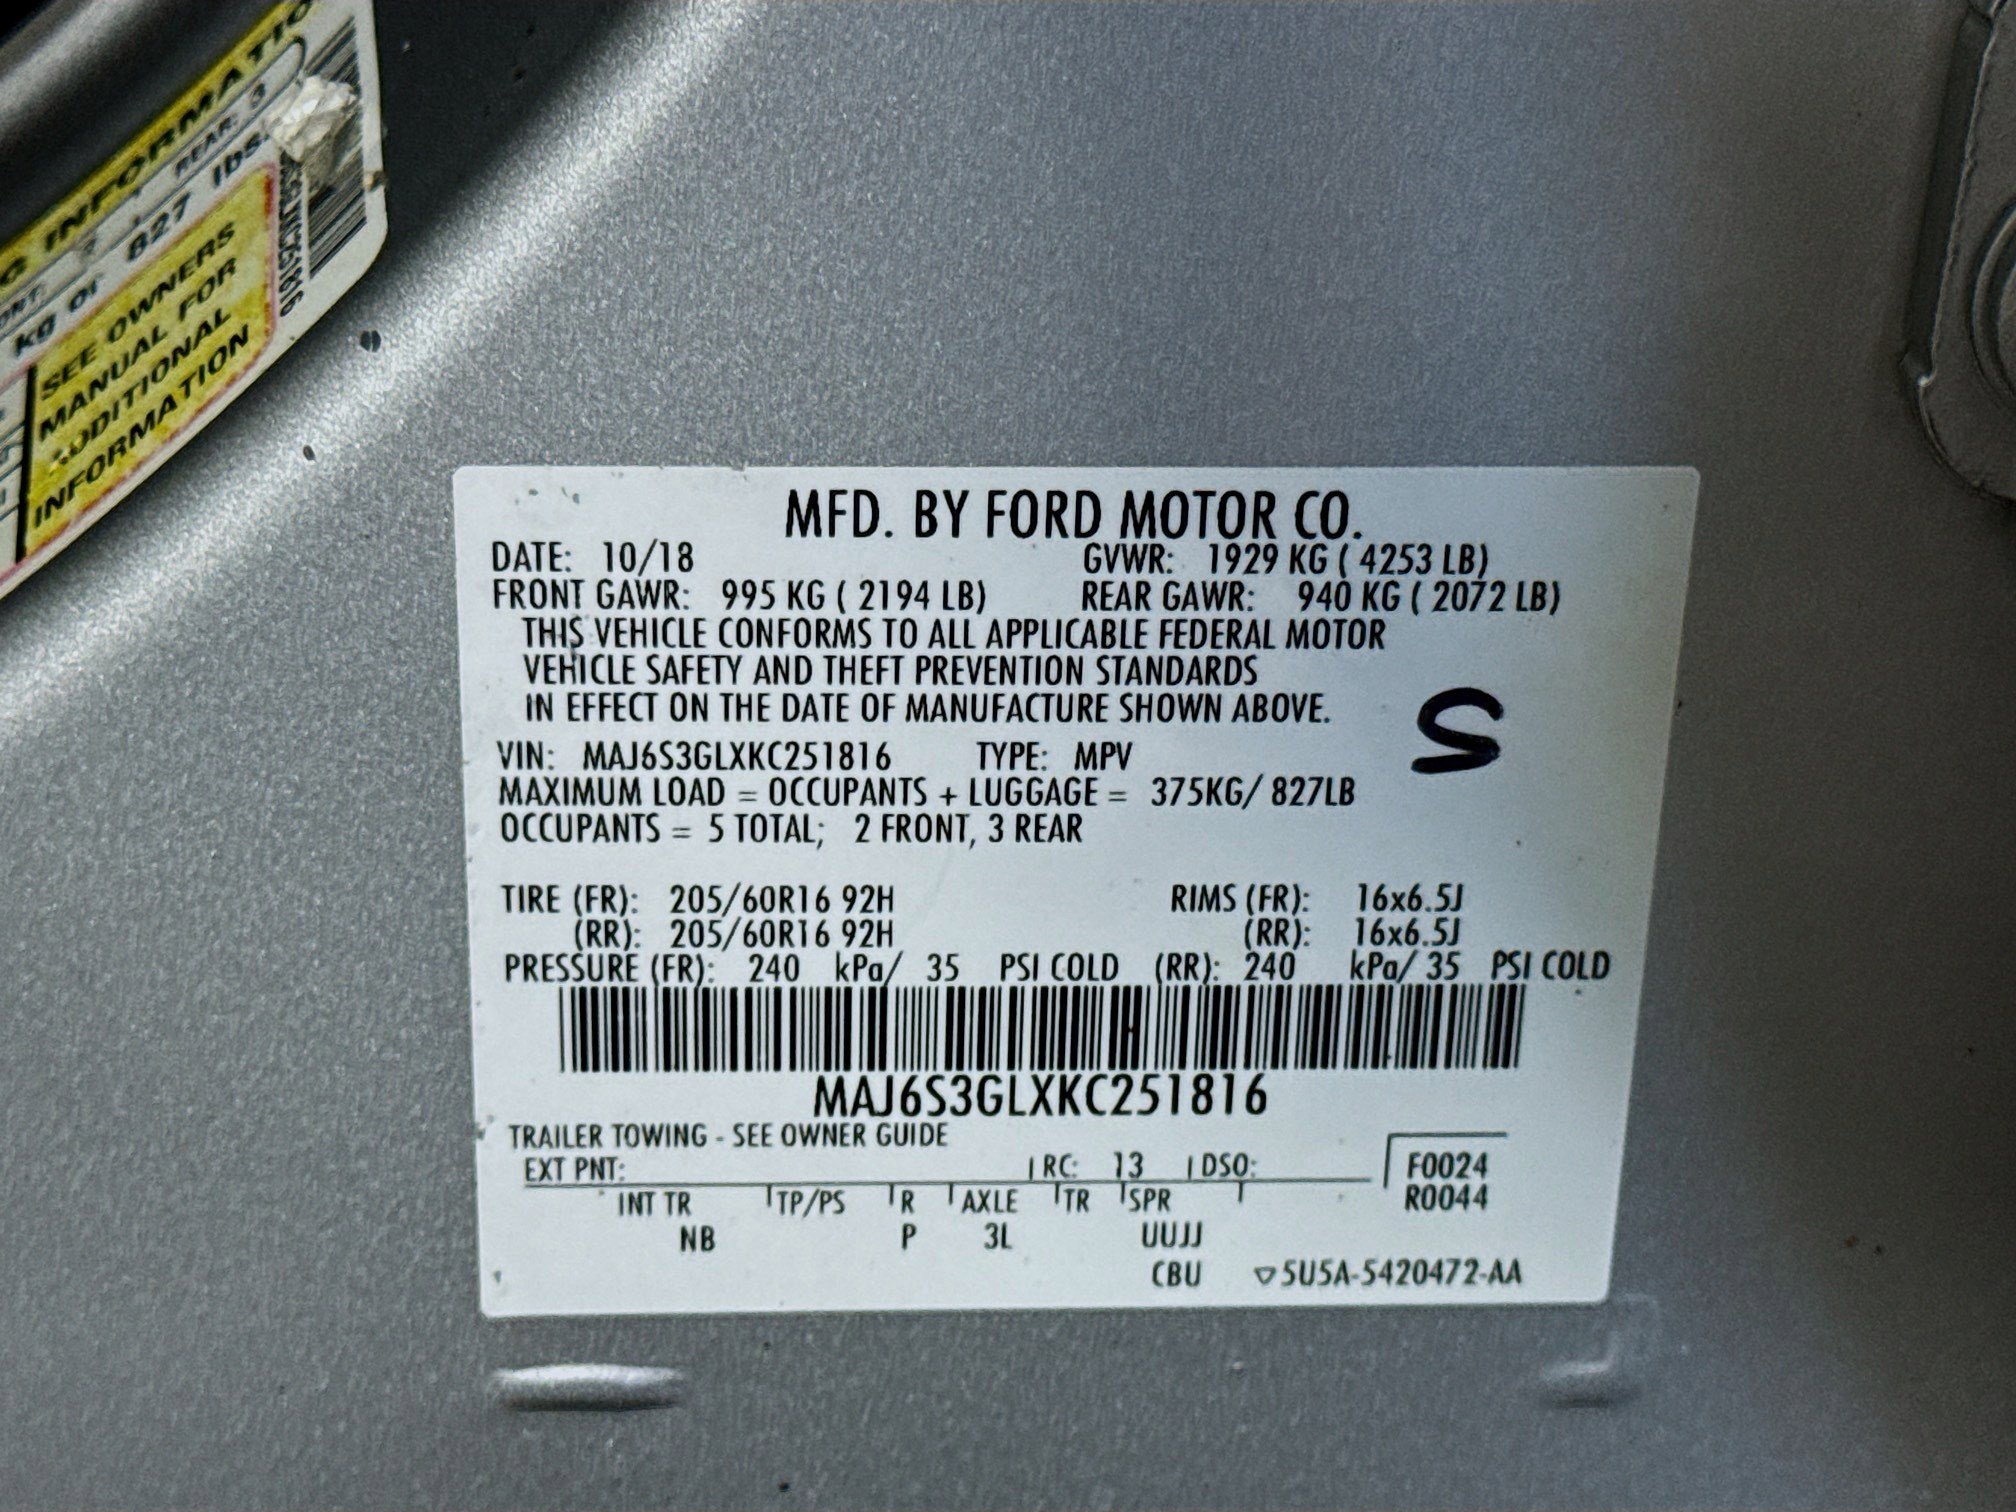 G INFORMATIO
REAR 3
kg or 827 lbs.
SEE OWNERS
MANUAL FOR
ADDITIONAL
INFORMATION
MFD. BY FORD MOTOR CO.
DATE: 10/18 GVWR: 1929 KG ( 4253 LB)
FRONT GAWR: 995 KG ( 2194 LB) REAR GAWR: 940 KG ( 2072 LB)
THIS VEHICLE CONFORMS TO ALL APPLICABLE FEDERAL MOTOR
VEHICLE SAFETY AND THEFT PREVENTION STANDARDS
IN EFFECT ON THE DATE OF MANUFACTURE SHOWN ABOVE.
S
VIN: MAJ6S3GLXKC251816 TYPE: MPV
MAXIMUM LOAD = OCCUPANTS + LUGGAGE = 375KG/ 827LB
OCCUPANTS = 5 TOTAL; 2 FRONT, 3 REAR
TIRE (FR): 205/60R16 92H RIMS (FR): 16x6.5J
(RR): 205/60R16 92H (RR): 16x6.5J
PRESSURE (FR): 240 kPa/ 35 PSI COLD (RR): 240 kPa/ 35 PSI COLD
MAJ6S3GLXKC251816
TRAILER TOWING - SEE OWNER GUIDE
EXT PNT: RC: 13 DSO: F0024
R0044
INT TR TP/PS R AXLE TR SPR
NB P 3L UUJJ
CBU ▽5U5A-5420472-AA